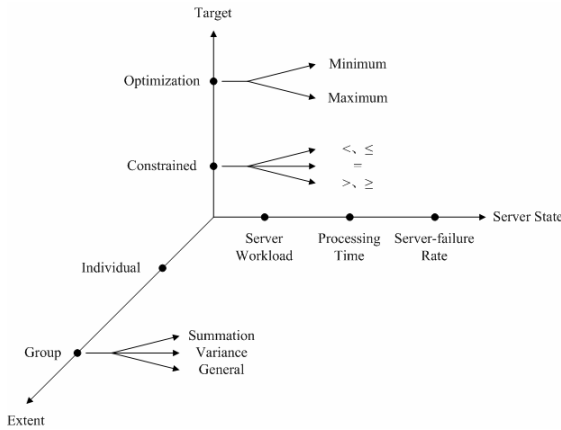 Target
Optimization
Minimum
Maximum
Constrained
<、≤
=
>、≥
Server State
Server
Workload
Processing
Time
Server-failure
Rate
Individual
Group
Summation
Variance
General
Extent